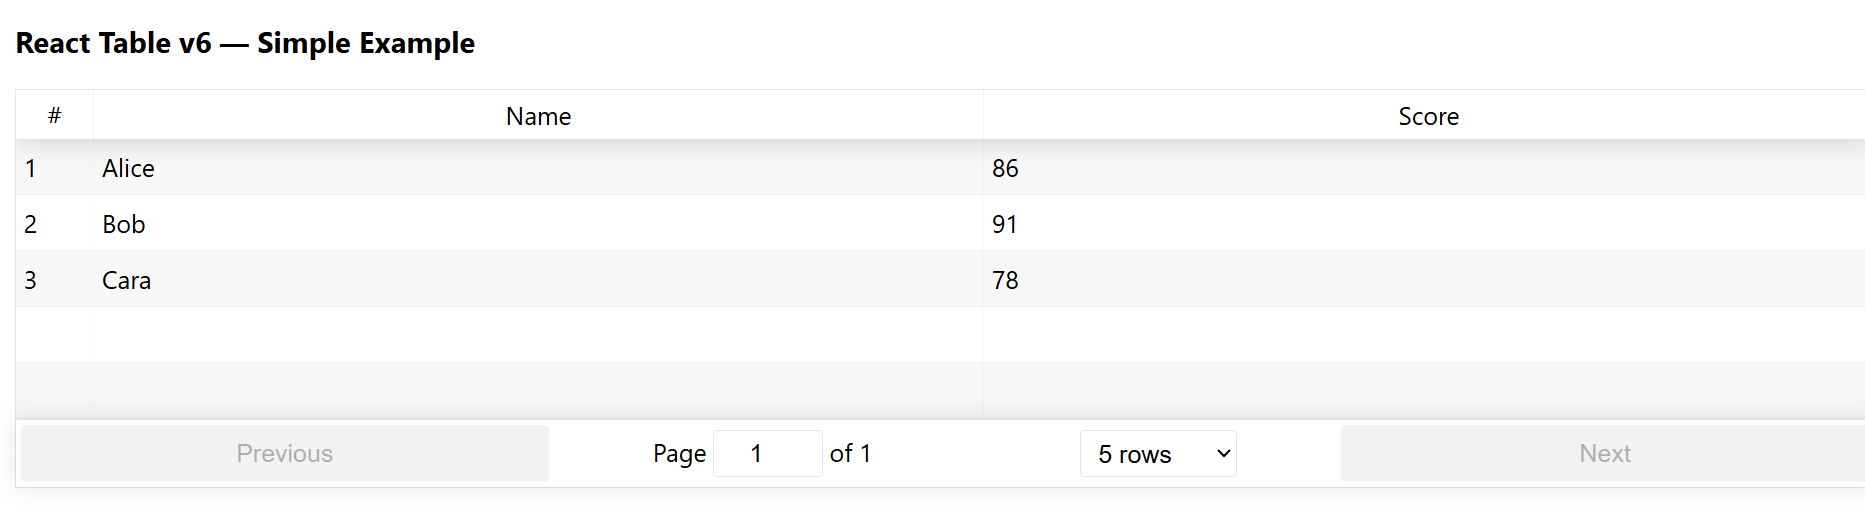 React Table v6 — Simple Example
# Name Score
1 Alice 86
2 Bob 91
3 Cara 78
Previous Page 1 of 1 5 rows Next